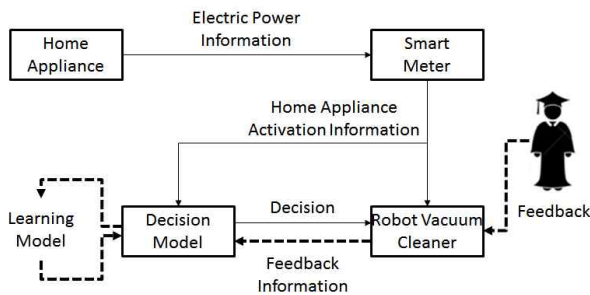 Electric Power
Information
Home
Appliance
Smart
Meter
Home Appliance
Activation Information
Learning
Model
Decision
Model
Decision
Robot Vacuum
Cleaner
Feedback
Feedback
Information